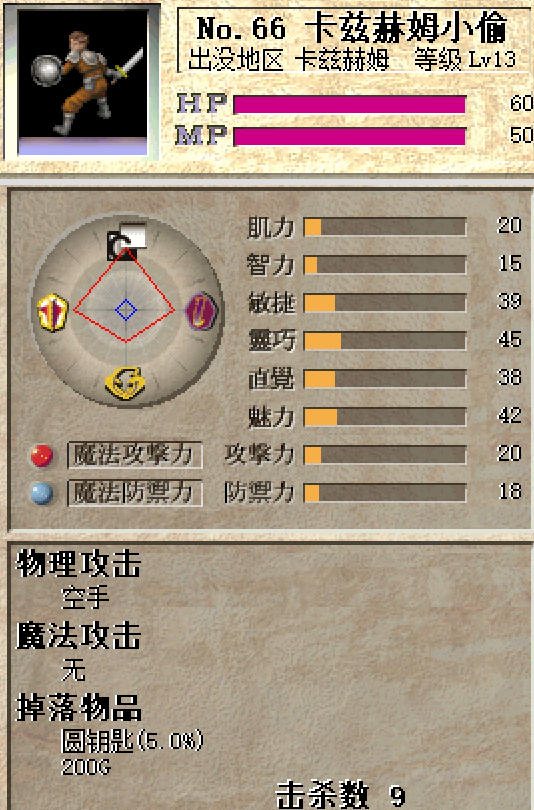 No.66 卡兹赫姆小偷
出没地区 卡兹赫姆 等级 Lv13
HP 60
MP 50
肌力 20
智力 15
敏捷 39
靈巧 45
直覺 38
魅力 42
魔法攻擊力 攻擊力 20
魔法防禦力 防禦力 18
物理攻击
空手
魔法攻击
无
掉落物品
圆钥匙(5.0%)
200G
击杀数 9